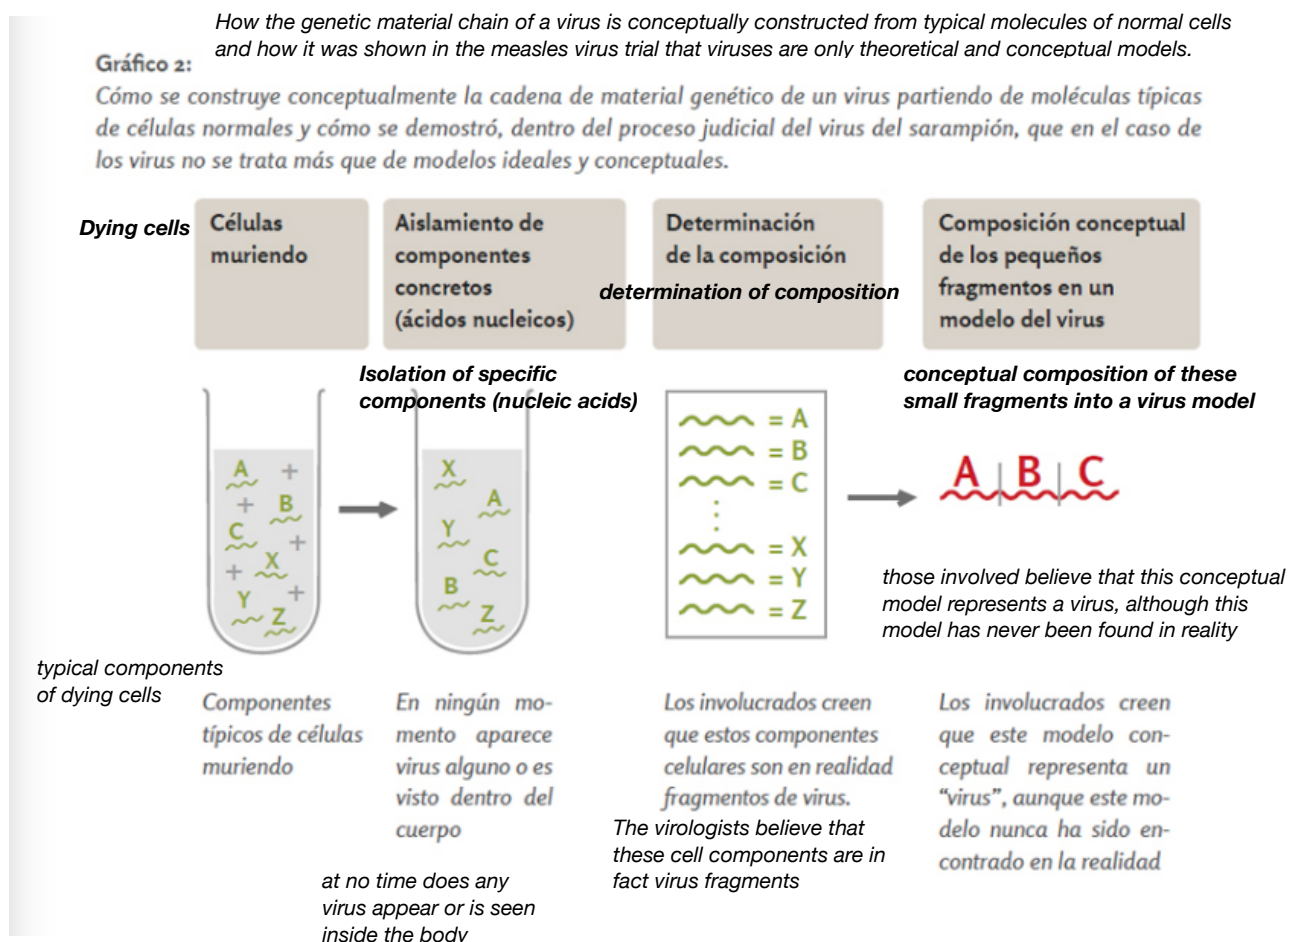 How the genetic material chain of a virus is conceptually constructed from typical molecules of normal cells
and how it was shown in the measles virus trial that viruses are only theoretical and conceptual models.
Gráfico 2:
Cómo se construye conceptualmente la cadena de material genético de un virus partiendo de moléculas típicas
de células normales y cómo se demostró, dentro del proceso judicial del virus del sarampión, que en el caso de
los virus no se trata más que de modelos ideales y conceptuales.
Dying cells
Células
muriendo
Aislamiento de
componentes
concretos
(ácidos nucleicos)
Isolation of specific
components (nucleic acids)
Determinación
de la composición
determination of composition
Composición conceptual
de los pequeños
fragmentos en un
modelo del virus
conceptual composition of these
small fragments into a virus model
A +
+ B
C +
+ X
Y +
Z
X
A
Y
C
B
Z
= A
= B
= C
⋮
= X
= Y
= Z
A | B | C
those involved believe that this conceptual
model represents a virus, although this
model has never been found in reality
typical components
of dying cells
Componentes
típicos de células
muriendo
En ningún mo-
mento aparece
virus alguno o es
visto dentro del
cuerpo
at no time does any
virus appear or is seen
inside the body
Los involucrados creen
que estos componentes
celulares son en realidad
fragmentos de virus.
The virologists believe that
these cell components are in
fact virus fragments
Los involucrados creen
que este modelo con-
ceptual representa un
“virus”, aunque este mo-
delo nunca ha sido en-
contrado en la realidad